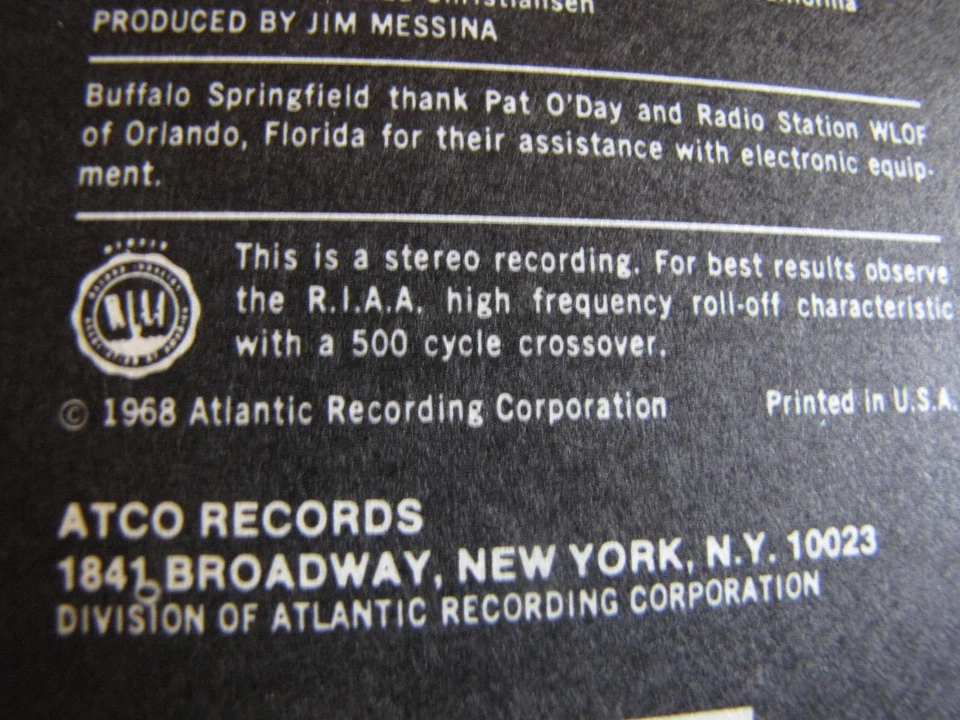 Christiansen
PRODUCED BY JIM MESSINA
Buffalo Springfield thank Pat O'Day and Radio Station WLOF
of Orlando, Florida for their assistance with electronic equip-
ment.
This is a stereo recording. For best results observe
the R.I.A.A. high frequency roll-off characteristic
with a 500 cycle crossover.
RIAA
© 1968 Atlantic Recording Corporation Printed in U.S.A.
ATCO RECORDS
1841 BROADWAY, NEW YORK, N.Y. 10023
DIVISION OF ATLANTIC RECORDING CORPORATION